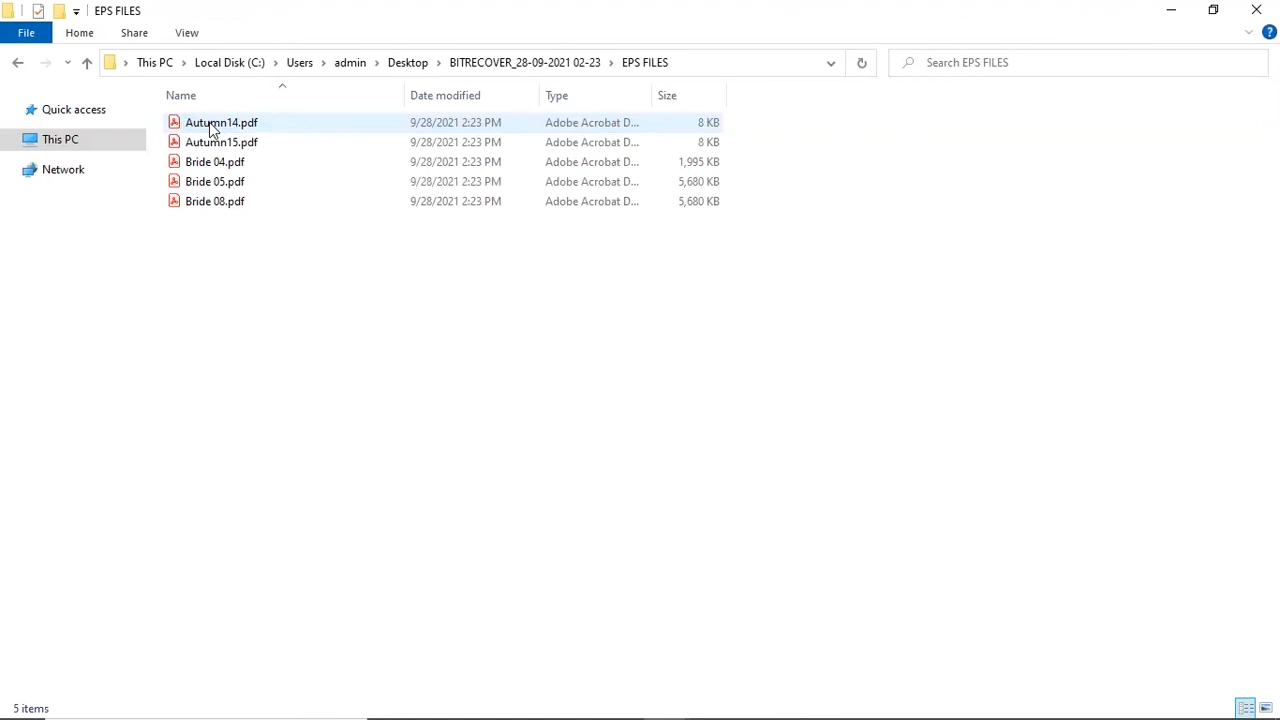 EPS FILES
File Home Share View
This PC Local Disk (C:) Users admin Desktop BITRECOVER_28-09-2021 02-23 EPS FILES Search EPS FILES
Name Date modified Type Size
Quick access
This PC
Network
Autumn14.pdf 9/28/2021 2:23 PM Adobe Acrobat D... 8 KB
Autumn15.pdf 9/28/2021 2:23 PM Adobe Acrobat D... 8 KB
Bride 04.pdf 9/28/2021 2:23 PM Adobe Acrobat D... 1,995 KB
Bride 05.pdf 9/28/2021 2:23 PM Adobe Acrobat D... 5,680 KB
Bride 08.pdf 9/28/2021 2:23 PM Adobe Acrobat D... 5,680 KB
5 items